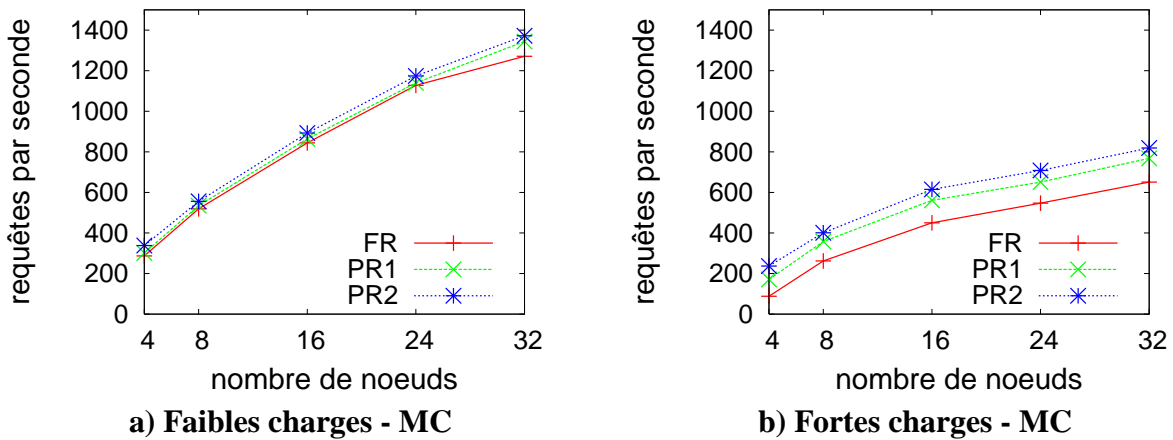 requêtes par seconde
1400
1200
1000
800
600
400
200
0
FR
PR1
PR2
4 8 16 24 32
nombre de noeuds
a) Faibles charges - MC
requêtes par seconde
1400
1200
1000
800
600
400
200
0
FR
PR1
PR2
4 8 16 24 32
nombre de noeuds
b) Fortes charges - MC